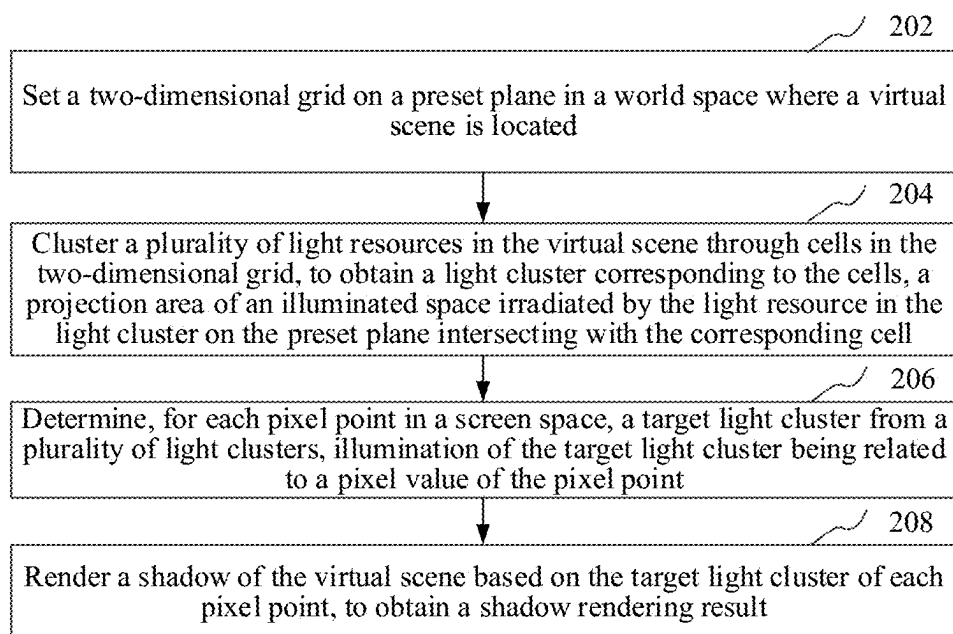 202
Set a two-dimensional grid on a preset plane in a world space where a virtual
scene is located
204
Cluster a plurality of light resources in the virtual scene through cells in the
two-dimensional grid, to obtain a light cluster corresponding to the cells, a
projection area of an illuminated space irradiated by the light resource in the
light cluster on the preset plane intersecting with the corresponding cell
206
Determine, for each pixel point in a screen space, a target light cluster from a
plurality of light clusters, illumination of the target light cluster being related
to a pixel value of the pixel point
208
Render a shadow of the virtual scene based on the target light cluster of each
pixel point, to obtain a shadow rendering result